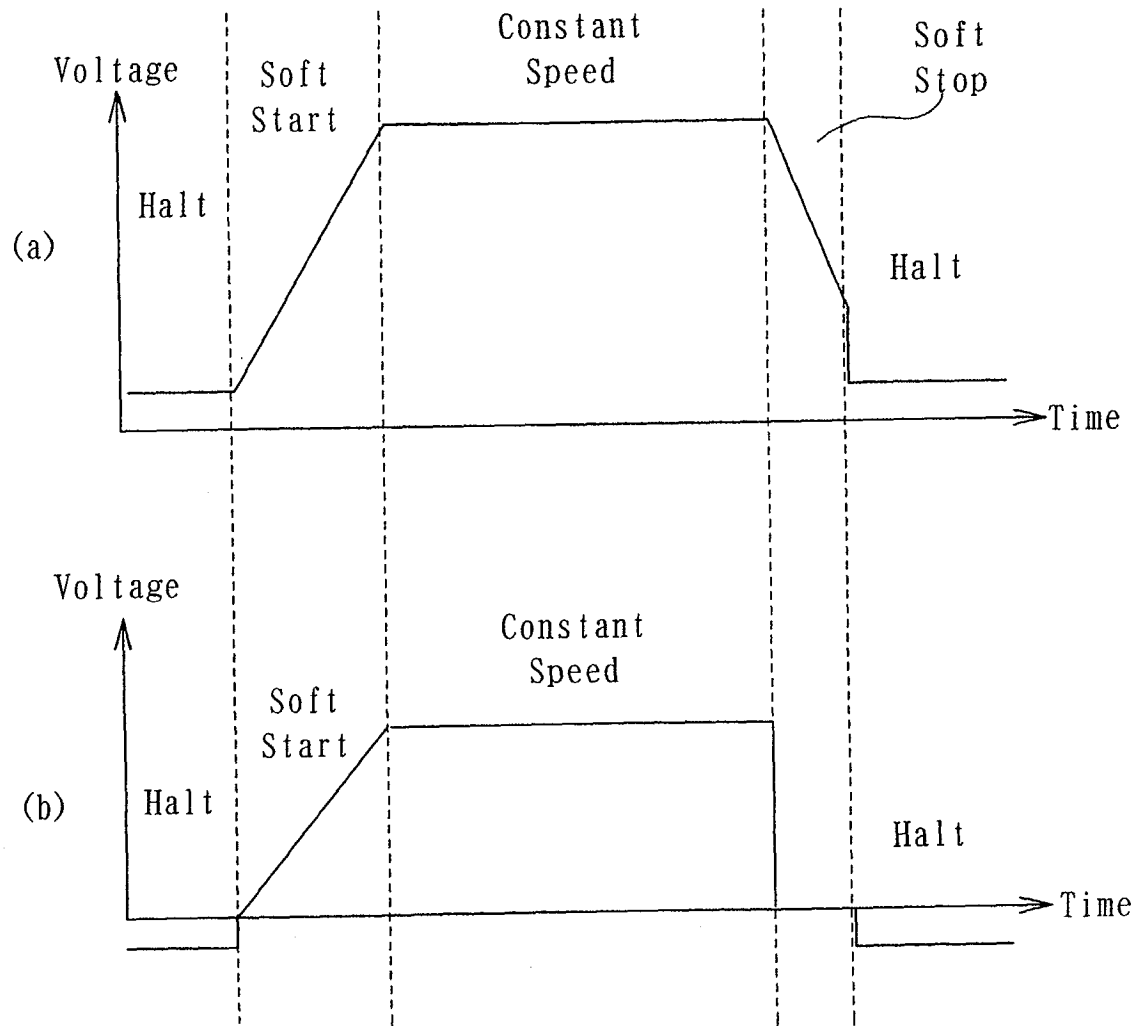 Constant
Speed
Soft
Stop
Voltage
Soft
Start
Halt
(a)
Halt
Time
Voltage
Constant
Speed
Soft
Start
(b)
Halt
Halt
Time